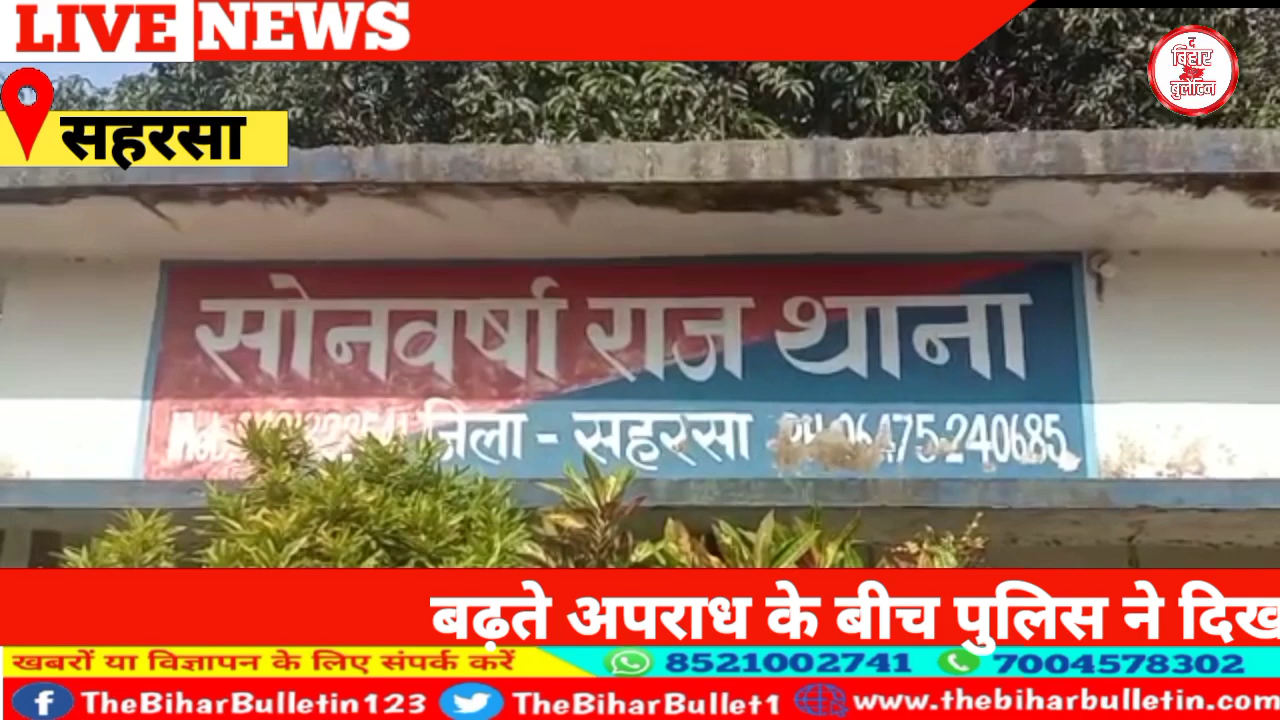 LIVE NEWS
द
बिहार
बुलेटिन
सहरसा
सोनवर्षा राज थाना
जिला - सहरसा PH 06475-240685
बढ़ते अपराध के बीच पुलिस ने
खबरों या विज्ञापन के लिए संपर्क करें 8521002741 7004578302
TheBiharBulletin123 TheBiharBullet1 www.thebiharbulletin.com